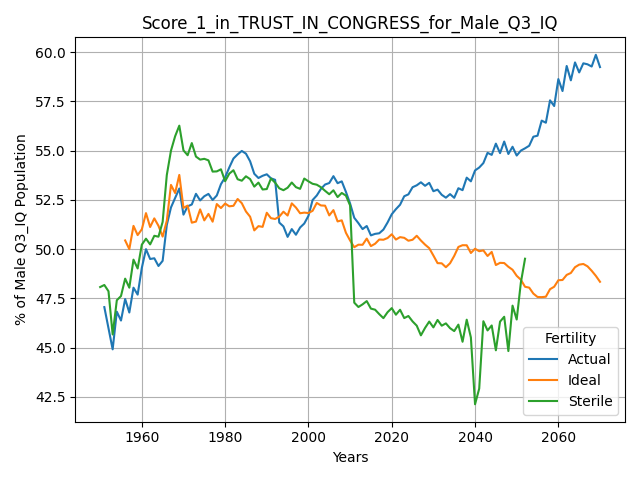 Score_1_in_TRUST_IN_CONGRESS_for_Male_Q3_IQ
% of Male Q3_IQ Population
60.0
57.5
55.0
52.5
50.0
47.5
45.0
42.5
1960
1980
2000
2020
2040
2060
Years
Fertility
Actual
Ideal
Sterile